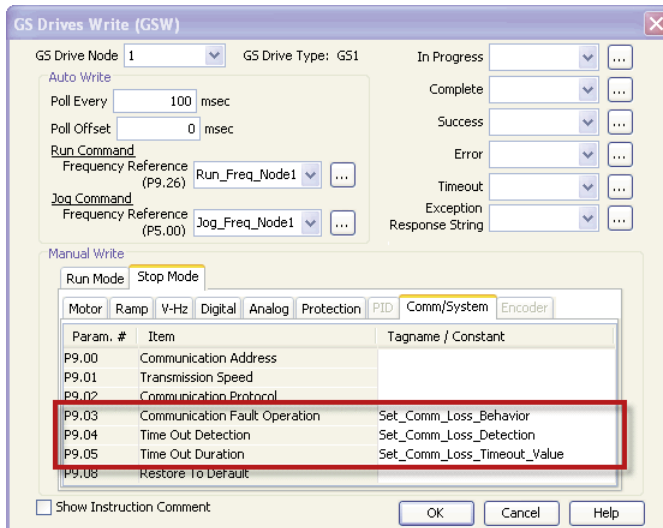 GS Drives Write (GSW)
GS Drive Node 1 GS Drive Type: GS1
Auto Write
Poll Every 100 msec
Poll Offset 0 msec
Run Command
Frequency Reference
(P9.26) Run_Freq_Node1 ...
Jog Command
Frequency Reference
(P5.00) Jog_Freq_Node1 ...
In Progress ...
Complete ...
Success ...
Error ...
Timeout ...
Exception
Response String ...
Manual Write
Run Mode Stop Mode
Motor Ramp V-Hz Digital Analog Protection PID Comm/System Encoder
Param. # Item Tagname / Constant
P9.00 Communication Address
P9.01 Transmission Speed
P9.02 Communication Protocol
P9.03 Communication Fault Operation Set_Comm_Loss_Behavior
P9.04 Time Out Detection Set_Comm_Loss_Detection
P9.05 Time Out Duration Set_Comm_Loss_Timeout_Value
P9.08 Restore To Default
Show Instruction Comment OK Cancel Help